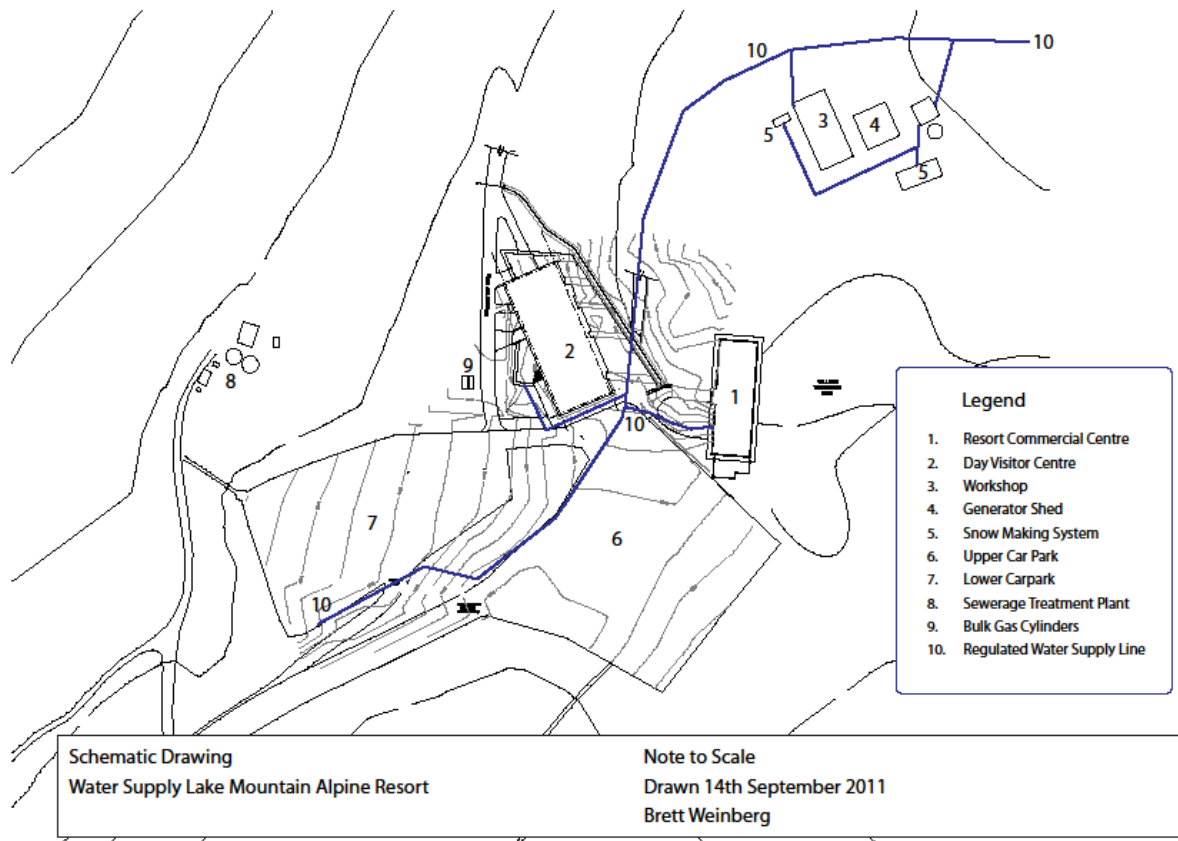 10
10
3
4
5
5
2
9
8
1
10
7
6
10
Legend
1. Resort Commercial Centre
2. Day Visitor Centre
3. Workshop
4. Generator Shed
5. Snow Making System
6. Upper Car Park
7. Lower Carpark
8. Sewerage Treatment Plant
9. Bulk Gas Cylinders
10. Regulated Water Supply Line
Schematic Drawing
Water Supply Lake Mountain Alpine Resort
Note to Scale
Drawn 14th September 2011
Brett Weinberg